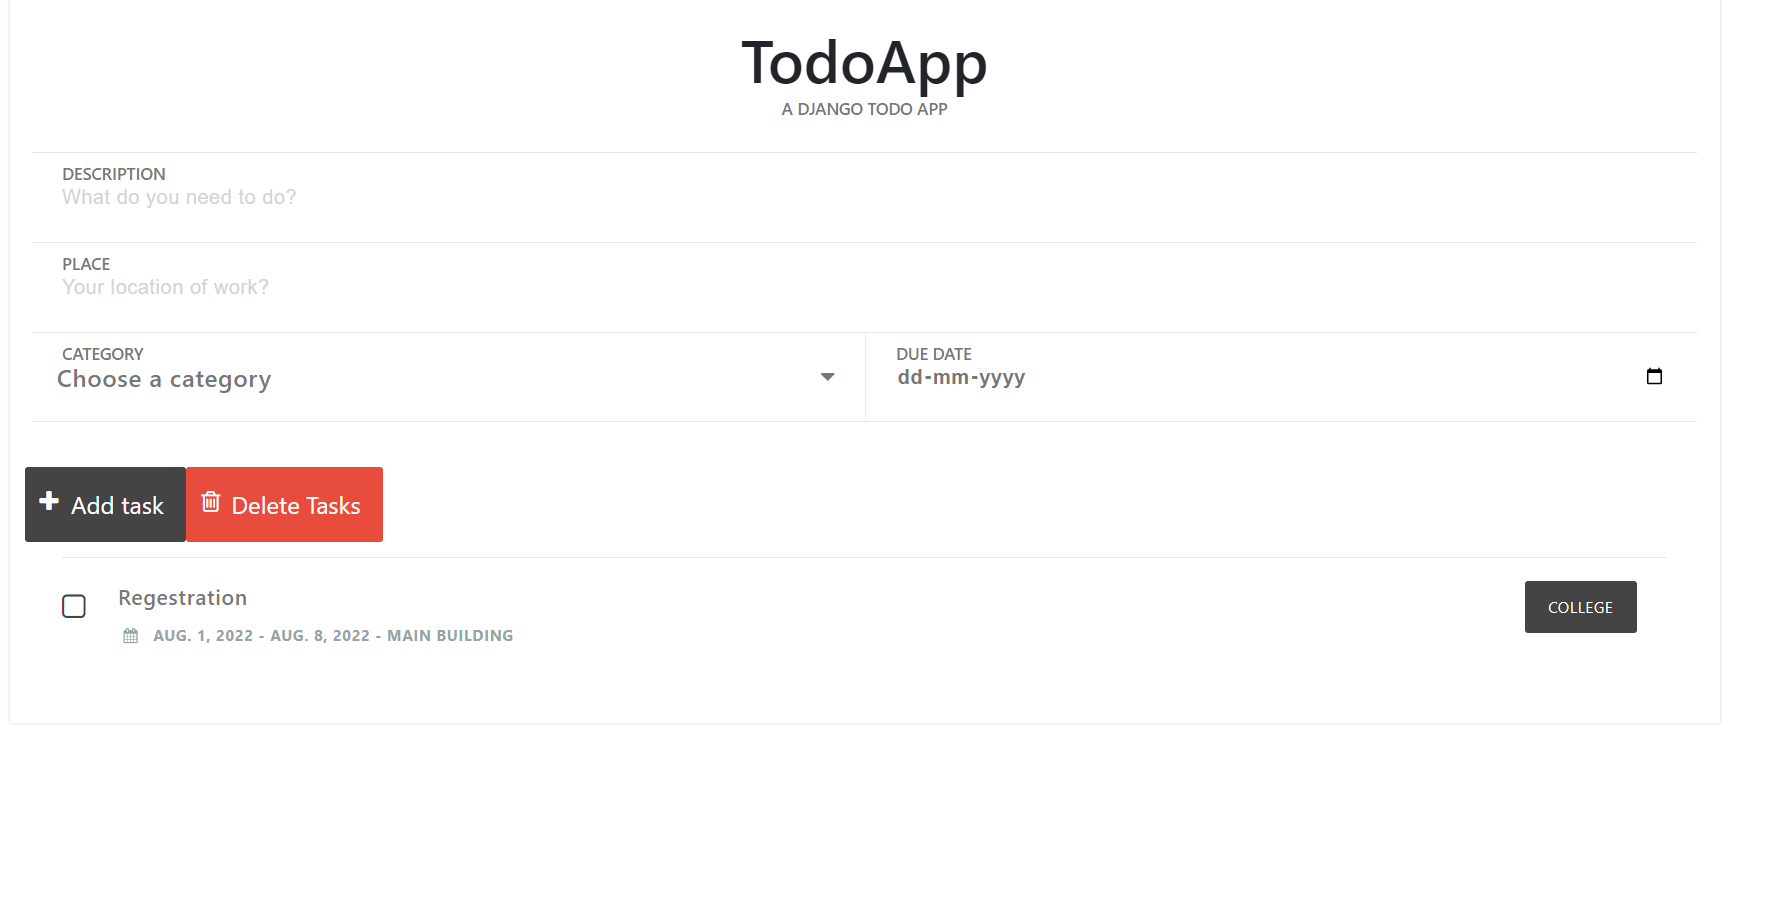 TodoApp
A DJANGO TODO APP
DESCRIPTION
What do you need to do?
PLACE
Your location of work?
CATEGORY
Choose a category
DUE DATE
dd-mm-yyyy
Add task
Delete Tasks
Regestration
AUG. 1, 2022 - AUG. 8, 2022 - MAIN BUILDING
COLLEGE